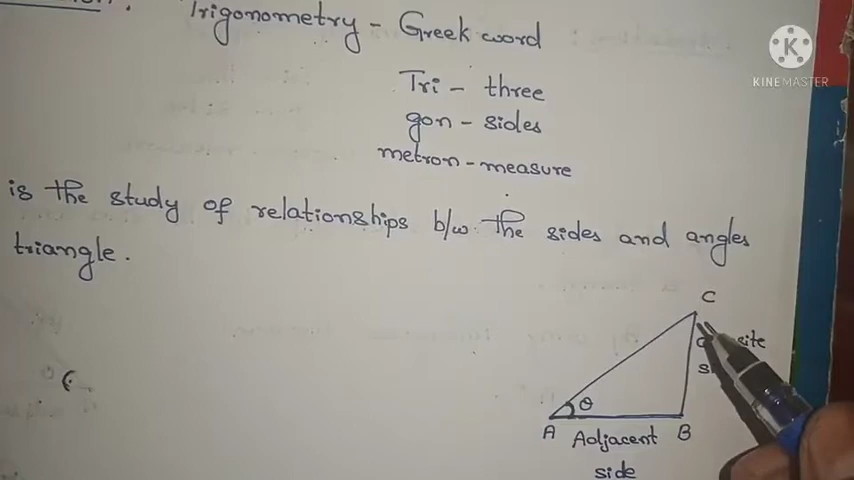 Trigonometry - Greek word
Tri - three
gon - sides
metron - measure
is the study of relationships b/w the sides and angles
triangle.
C
θ
A Adjacent B
side
K
KINEMASTER